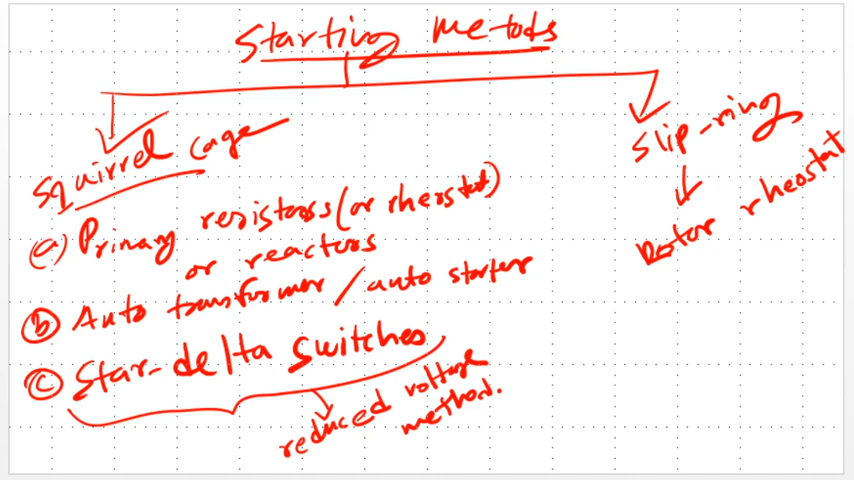 Starting metods
Squirrel cage
(a) Primary resistors (or rheostat)
or reactors
(b) Auto transformer / auto starter
(c) Star-delta switches
reduced voltage
method.
Slip-ring
Rotor rheostat